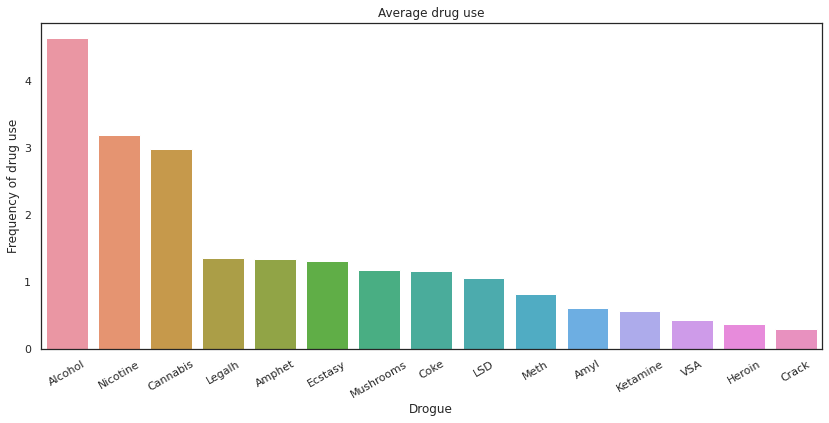 Average drug use
Frequency of drug use
4
3
2
1
0
Alcohol
Nicotine
Cannabis
Legalh
Amphet
Ecstasy
Mushrooms
Coke
LSD
Meth
Amyl
Ketamine
VSA
Heroin
Crack
Drogue